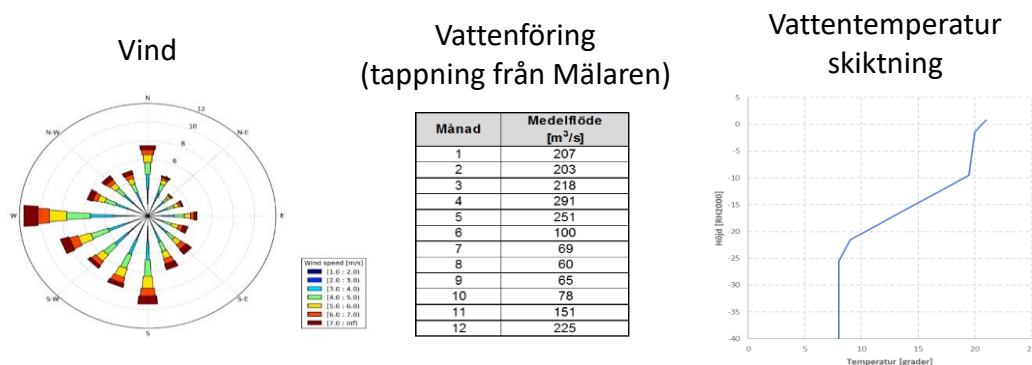 Vind
N
N-W
N-E
12
10
8
6
W
E
S-W
S-E
S
Wind speed [m/s]
[1.0 : 2.0)
[2.0 : 3.0)
[3.0 : 4.0)
[4.0 : 5.0)
[5.0 : 6.0)
[6.0 : 7.0)
[7.0 : inf)
Vattenföring
(tappning från Mälaren)
Månad Medelflöde
[m³/s]
1 207
2 203
3 218
4 291
5 251
6 100
7 69
8 60
9 65
10 78
11 151
12 225
Vattentemperatur
skiktning
5
0
-5
-10
-15
-20
-25
-30
-35
-40
Höjd [RH2000]
0 5 10 15 20
Temperatur [grader]